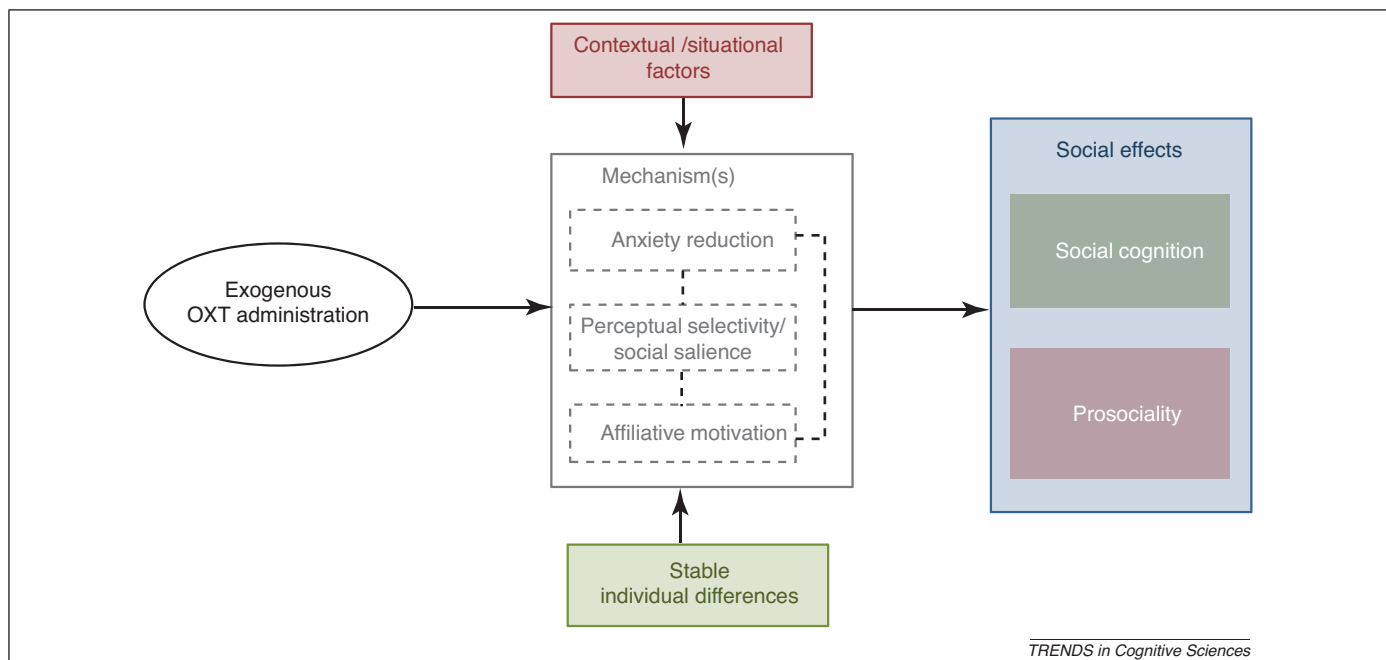 Contextual /situational
factors
Mechanism(s)
Anxiety reduction
Perceptual selectivity/
social salience
Affiliative motivation
Exogenous
OXT administration
Social effects
Social cognition
Prosociality
Stable
individual differences
TRENDS in Cognitive Sciences